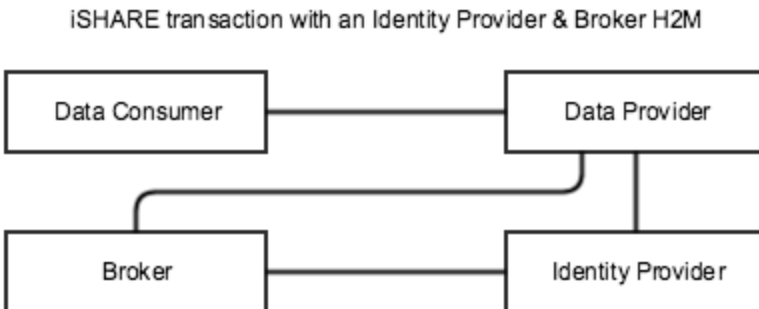 iSHARE transaction with an Identity Provider & Broker H2M
Data Consumer
Data Provider
Broker
Identity Provider